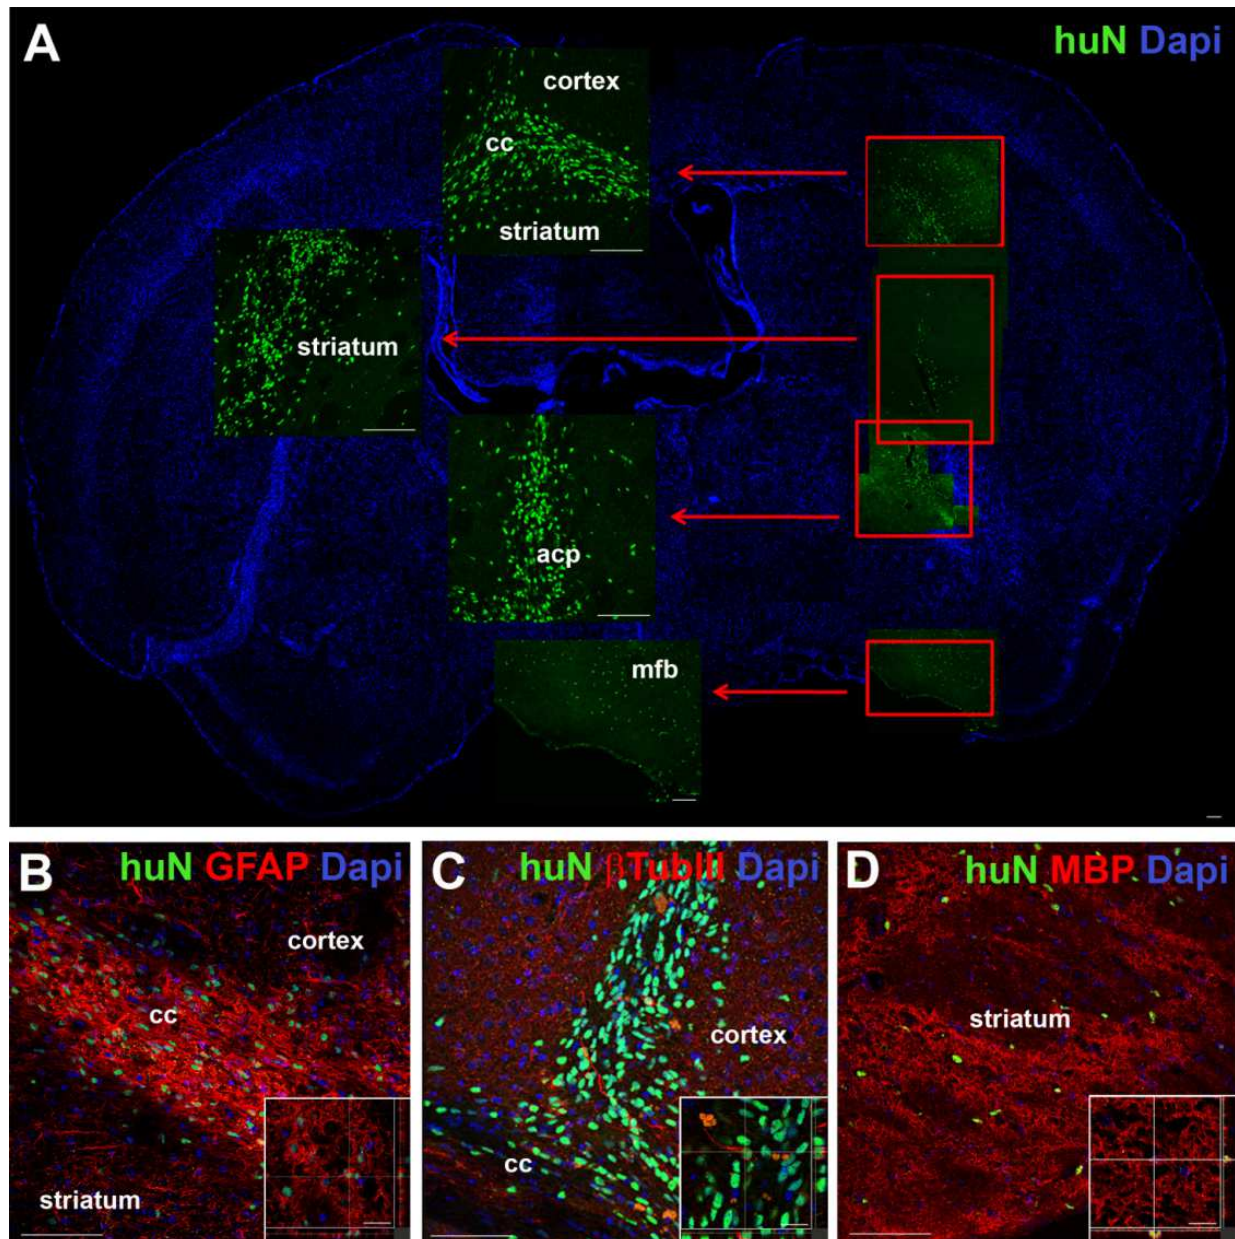 A
huN Dapi
cortex
cc
striatum
striatum
acp
mfb
B
huN GFAP Dapi
cortex
cc
striatum
C
huN βTubIII Dapi
cortex
cc
D
huN MBP Dapi
striatum